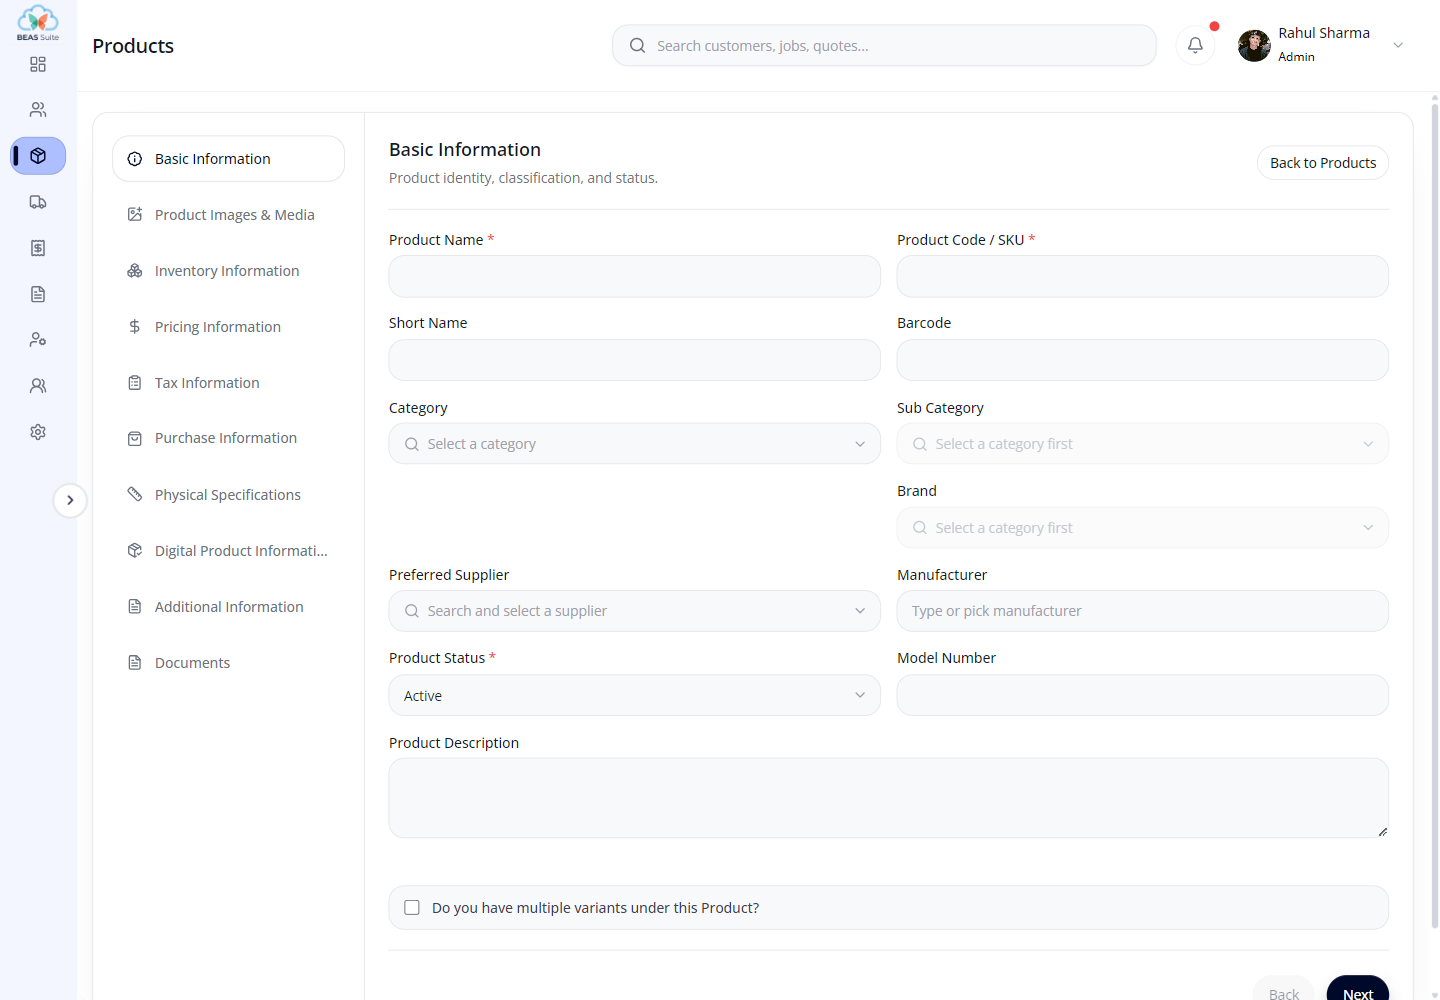 BEAS Suite
Products
Search customers, jobs, quotes...
Rahul Sharma
Admin
Basic Information
Product Images & Media
Inventory Information
Pricing Information
Tax Information
Purchase Information
Physical Specifications
Digital Product Informati...
Additional Information
Documents
Basic Information
Product identity, classification, and status.
Back to Products
Product Name *
Product Code / SKU *
Short Name
Barcode
Category
Sub Category
Select a category
Select a category first
Brand
Select a category first
Preferred Supplier
Manufacturer
Search and select a supplier
Type or pick manufacturer
Product Status *
Model Number
Active
Product Description
Do you have multiple variants under this Product?
Back
Next